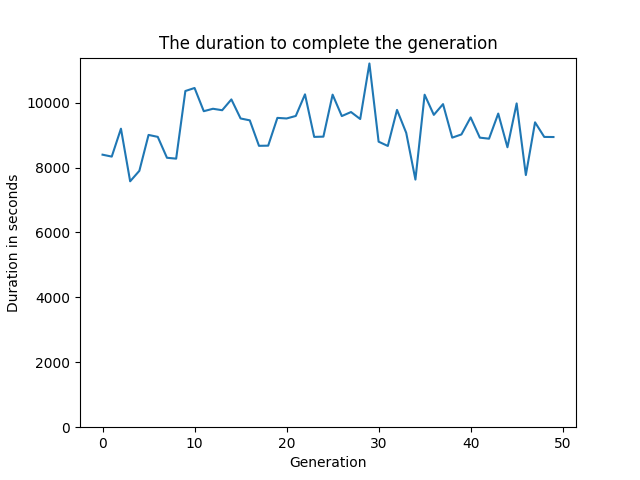 The duration to complete the generation
10000
8000
6000
4000
2000
0
Duration in seconds
0 10 20 30 40 50
Generation